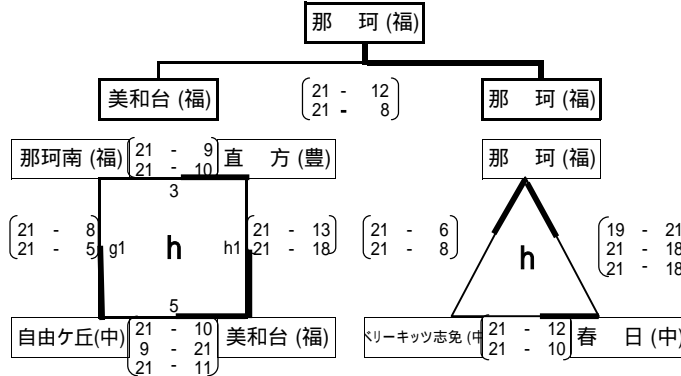 那 珂 (福)
美和台 (福)
21 - 12
21 - 8
那 珂 (福)
那珂南 (福)
21 - 9
21 - 10
直 方 (豊)
那 珂 (福)
3
21 - 8
21 - 5
g1
h
h1
21 - 13
21 - 18
21 - 6
21 - 8
h
19 - 21
21 - 18
21 - 18
5
自由ケ丘(中)
21 - 10
9 - 21
21 - 11
美和台 (福)
ベリーキッツ志免 (中
21 - 12
21 - 10
春 日 (中)